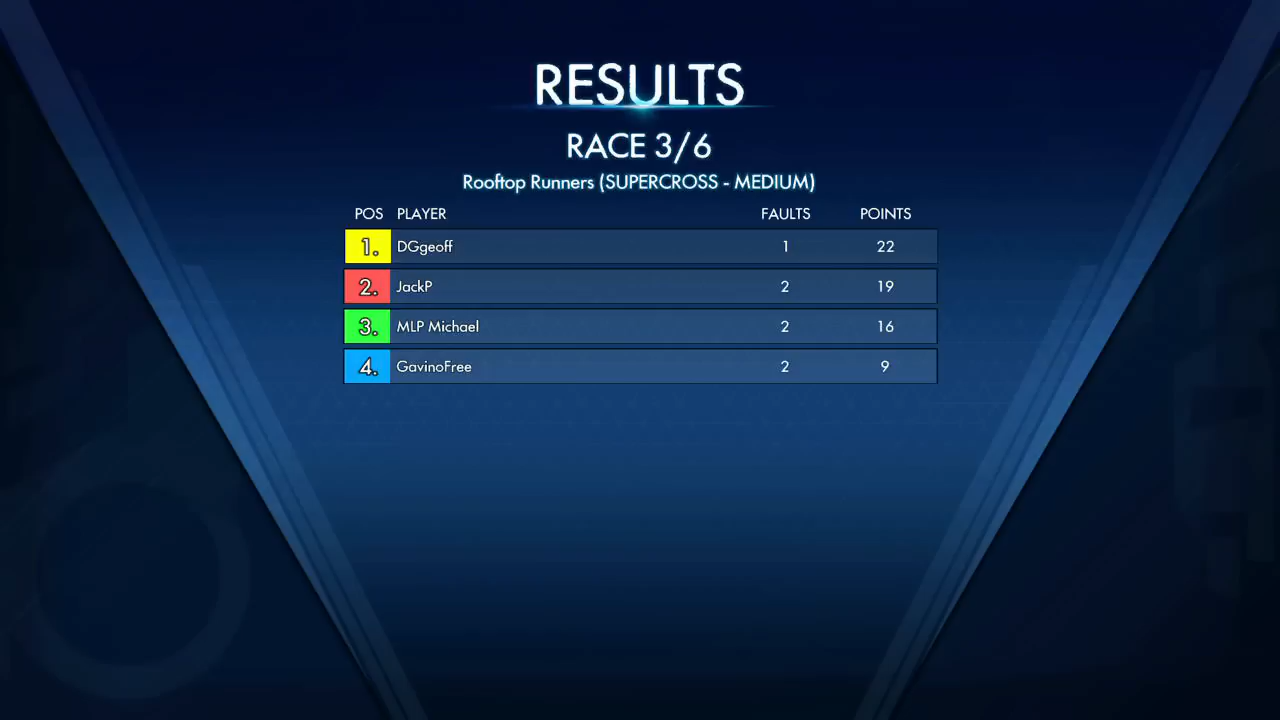 RESULTS
RACE 3/6
Rooftop Runners (SUPERCROSS - MEDIUM)
POS PLAYER FAULTS POINTS
1. DGgeoff 1 22
2. JackP 2 19
3. MLP Michael 2 16
4. GavinoFree 2 9